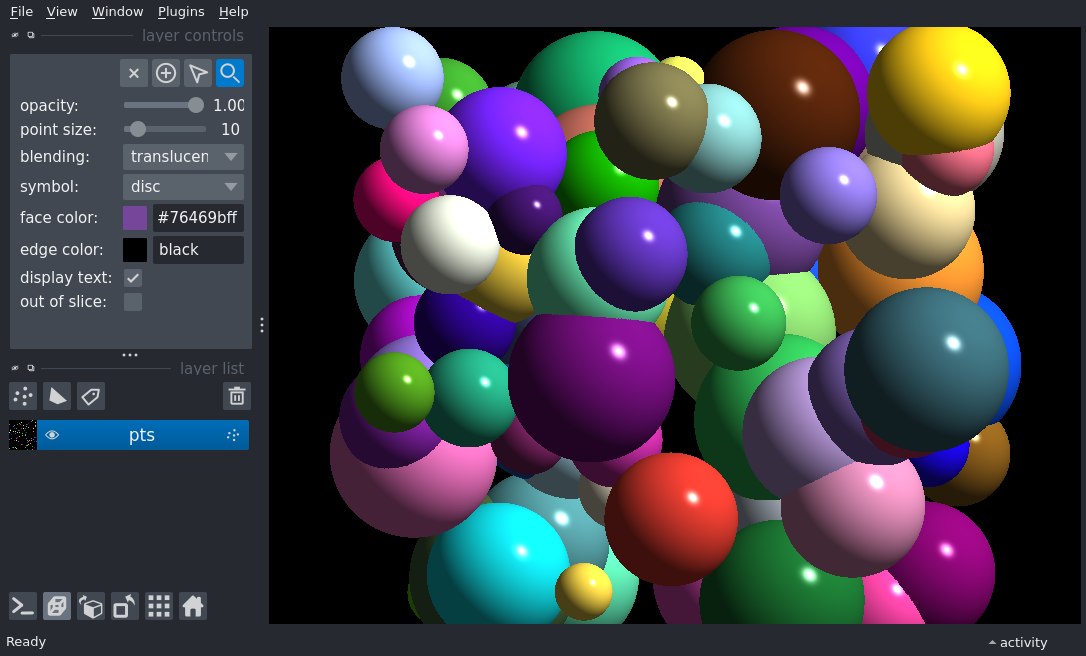 File View Window Plugins Help
layer controls
opacity: 1.00
point size: 10
blending: translucen
symbol: disc
face color: #76469bff
edge color: black
display text:
out of slice:
layer list
pts
Ready
activity